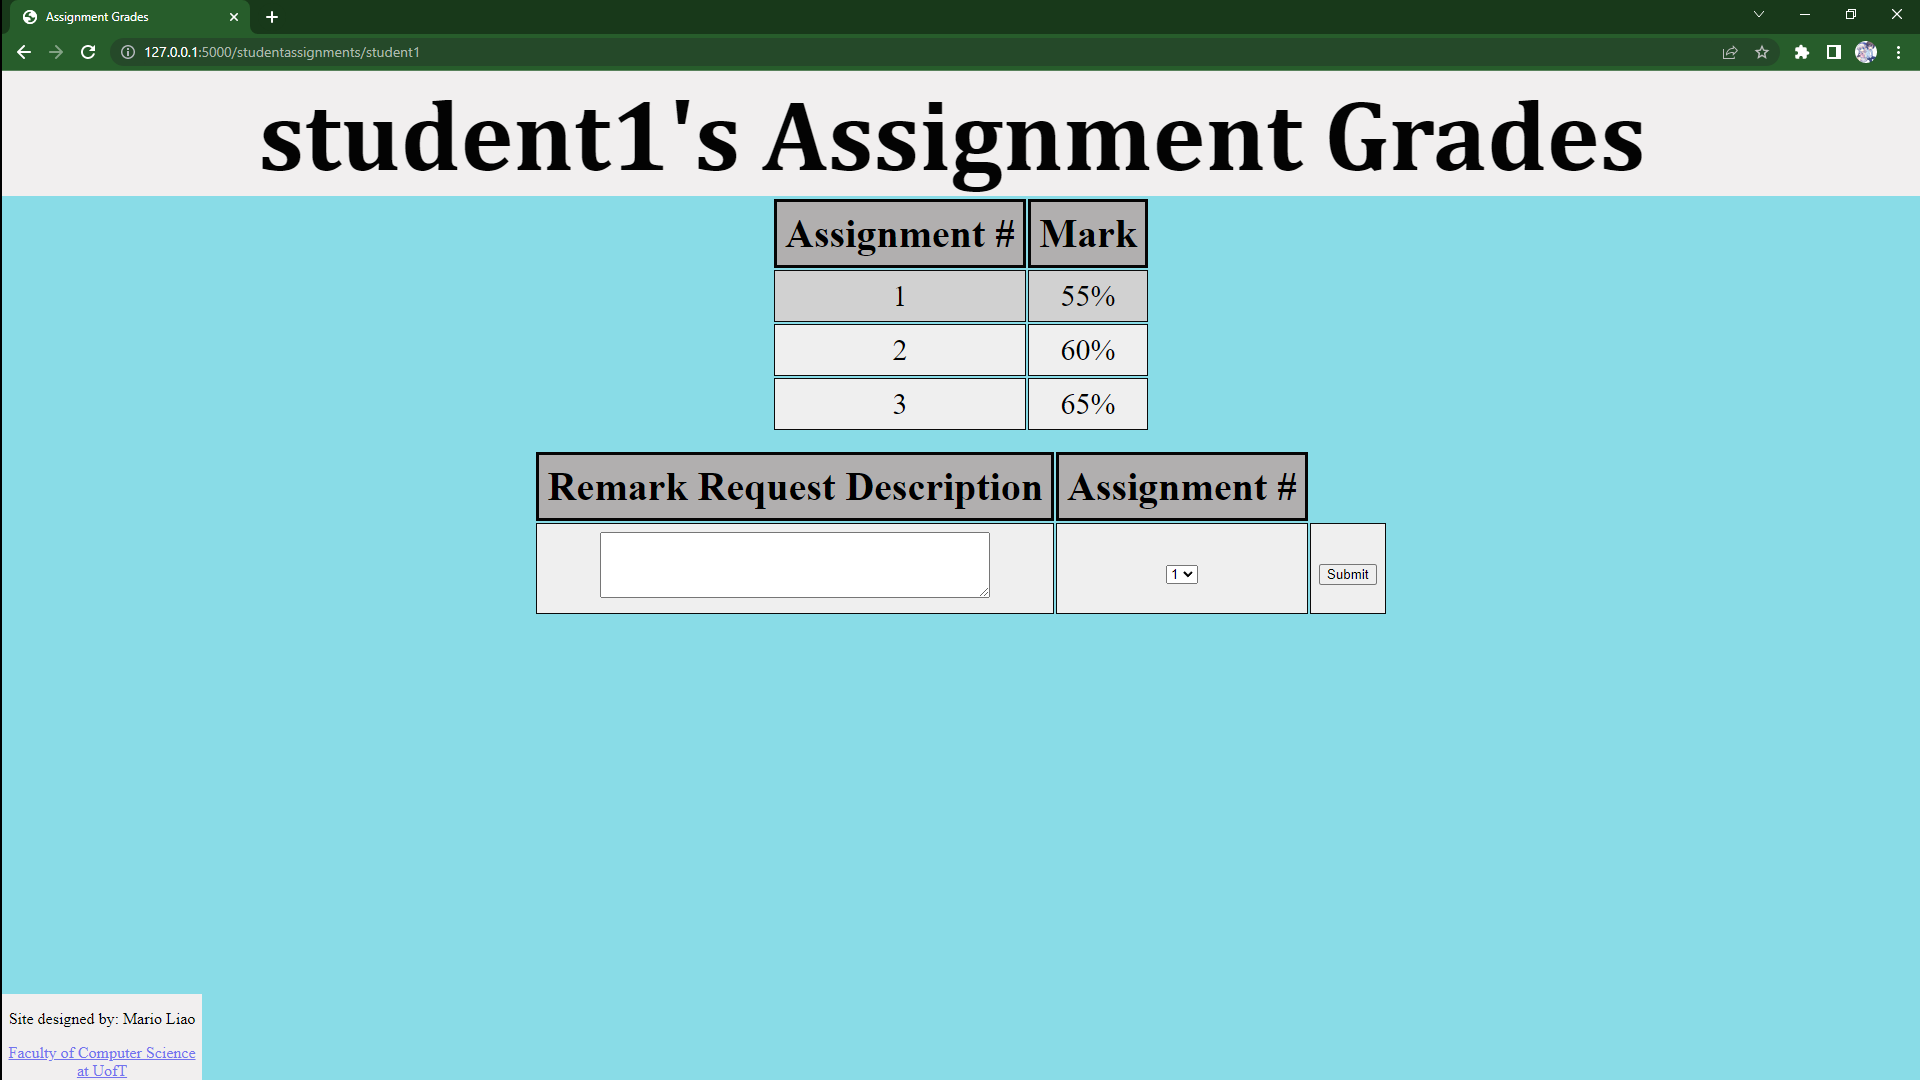 Assignment Grades
127.0.0.1:5000/studentassignments/student1
student1's Assignment Grades
Assignment # Mark
1 55%
2 60%
3 65%
Remark Request Description Assignment #
1 Submit
Site designed by: Mario Liao
Faculty of Computer Science
at UofT